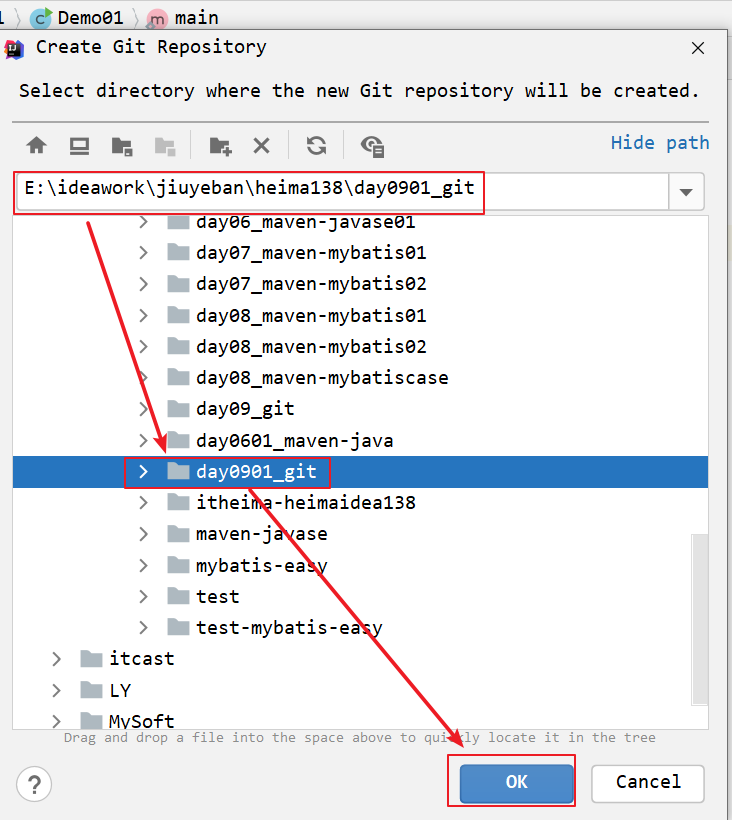 Demo01 m main
Create Git Repository
Select directory where the new Git repository will be created.
Hide path
E:\ideawork\jiuyeban\heima138\day0901_git
day06_maven-javase01
day07_maven-mybatis01
day07_maven-mybatis02
day08_maven-mybatis01
day08_maven-mybatis02
day08_maven-mybatiscase
day09_git
day0601_maven-java
day0901_git
itheima-heimaidea138
maven-javase
mybatis-easy
test
test-mybatis-easy
itcast
LY
MySoft
Drag and drop a file into the space above to quickly locate it in the tree
?
OK
Cancel